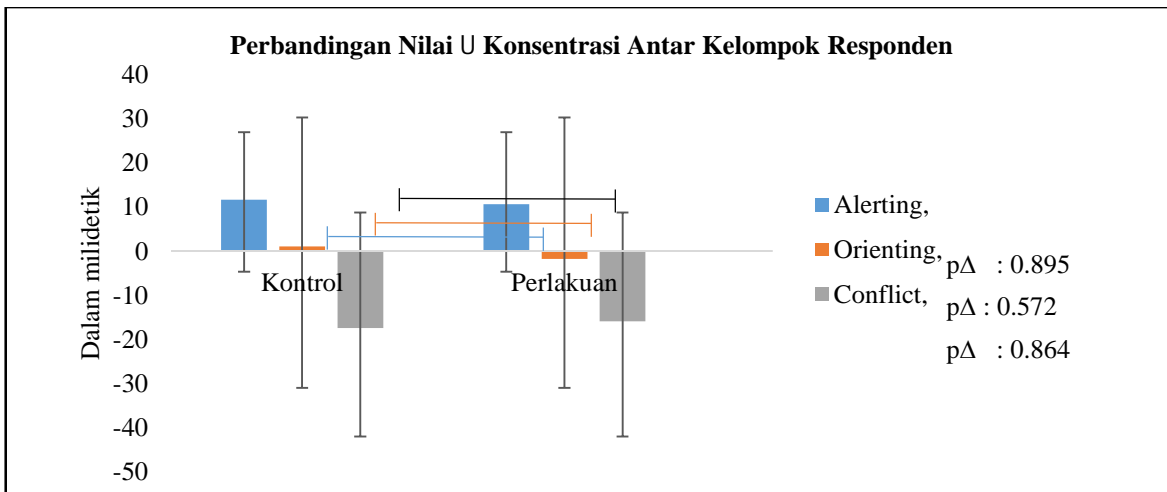 Perbandingan Nilai U Konsentrasi Antar Kelompok Responden
40
30
20
10
0
-10
-20
-30
-40
-50
Dalam milidetik
Kontrol
Perlakuan
Alerting,
Orienting,
Conflict,
pΔ : 0.895
pΔ : 0.572
pΔ : 0.864